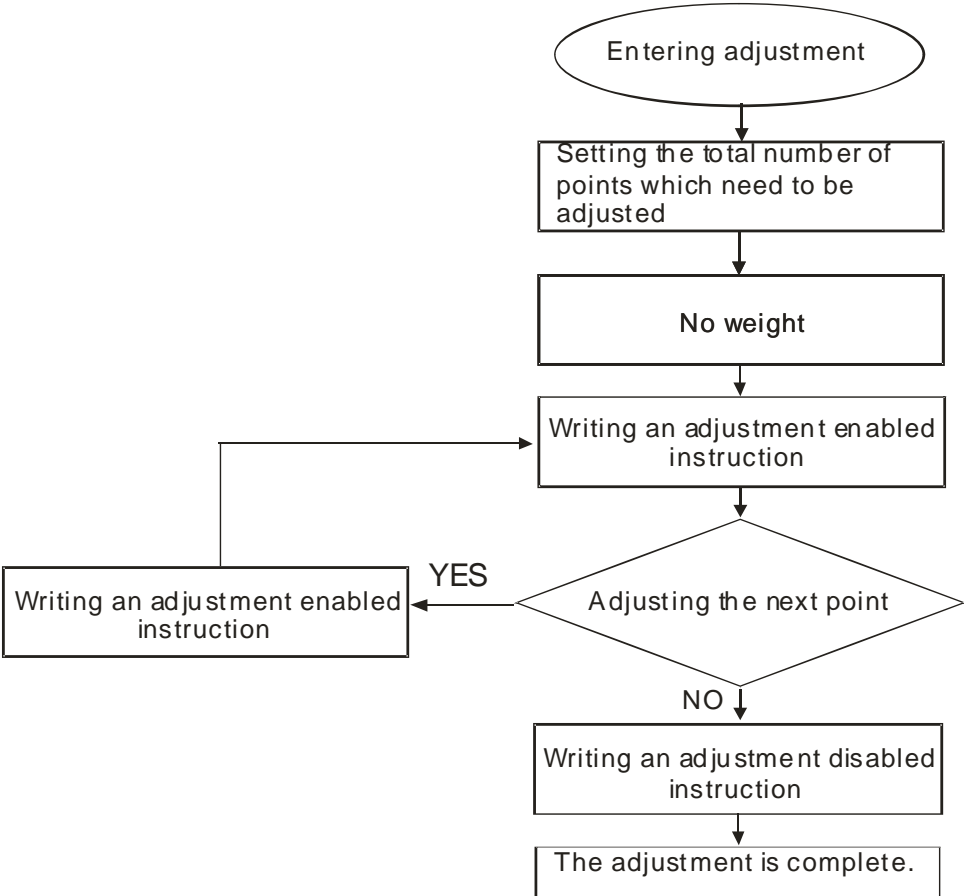 Entering adjustment
Setting the total number of
points which need to be
adjusted
No weight
Writing an adjustment enabled
instruction
YES
Writing an adjustment enabled
instruction
Adjusting the next point
NO
Writing an adjustment disabled
instruction
The adjustment is complete.